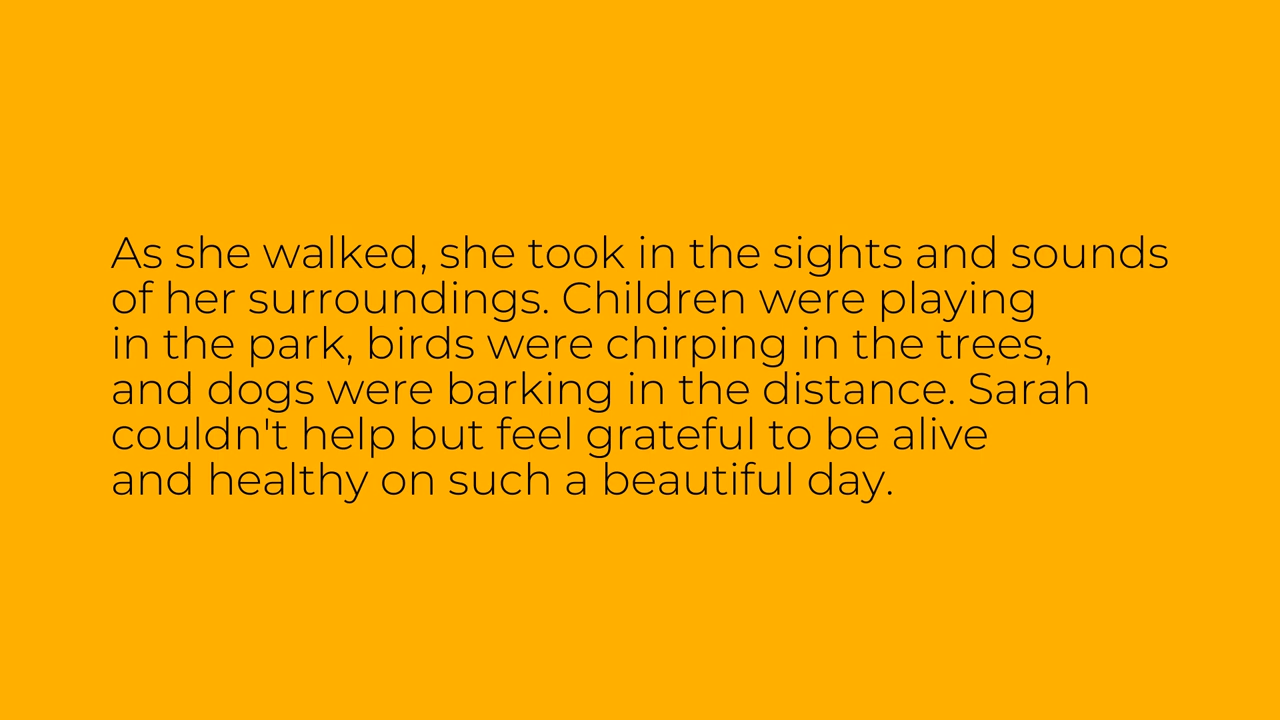 As she walked, she took in the sights and sounds
of her surroundings. Children were playing
in the park, birds were chirping in the trees,
and dogs were barking in the distance. Sarah
couldn't help but feel grateful to be alive
and healthy on such a beautiful day.